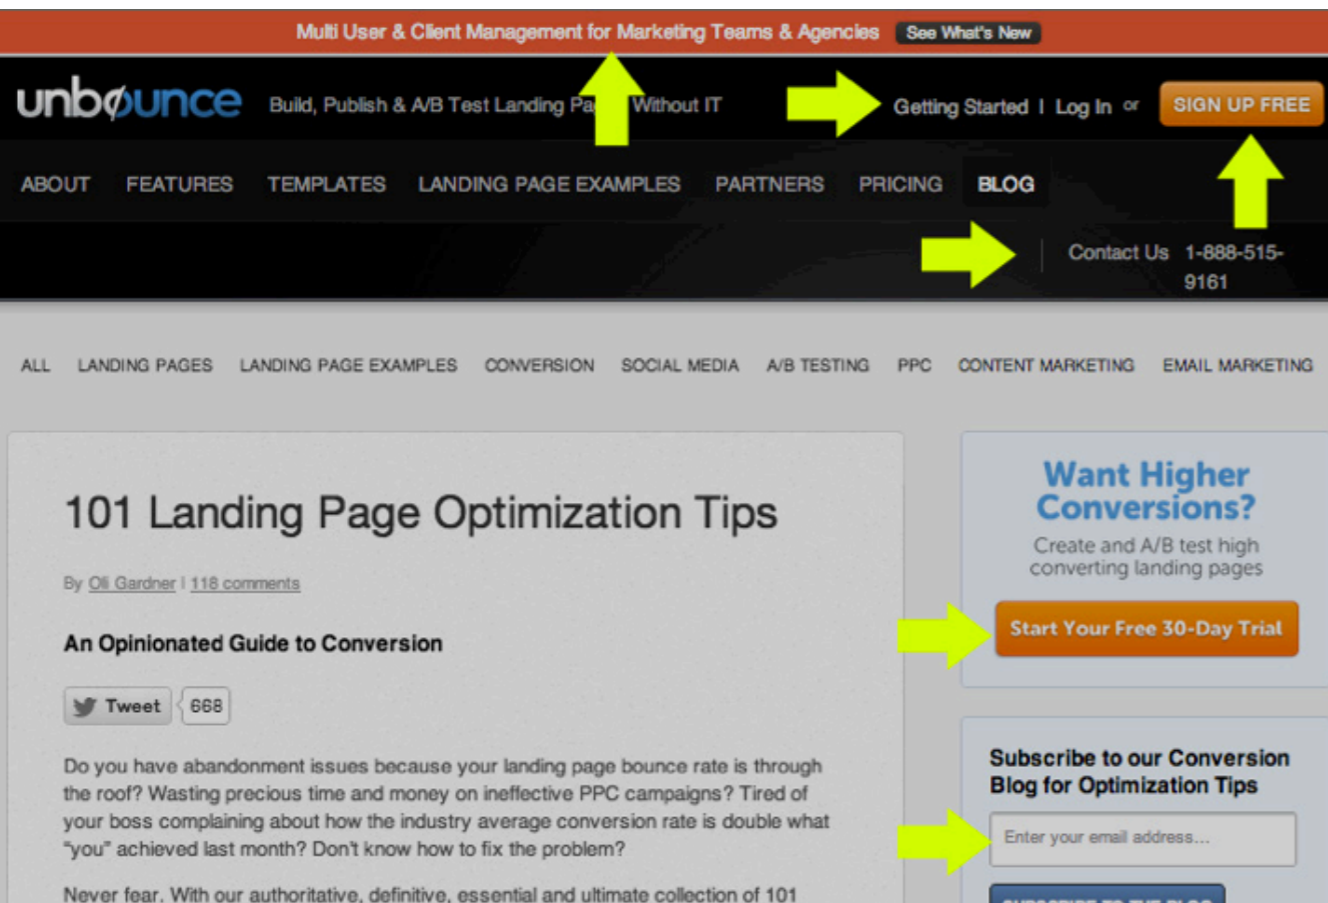 Multi User & Client Management for Marketing Teams & Agencies See What's New
unbounce Build, Publish & A/B Test Landing Without IT
Getting Started | Log In or SIGN UP FREE
ABOUT FEATURES TEMPLATES LANDING PAGE EXAMPLES PARTNERS PRICING BLOG
Contact Us 1-888-515-
9161
ALL LANDING PAGES LANDING PAGE EXAMPLES CONVERSION SOCIAL MEDIA A/B TESTING PPC CONTENT MARKETING EMAIL MARKETING
101 Landing Page Optimization Tips
By Oli Gardner | 118 comments
An Opinionated Guide to Conversion
Tweet 668
Do you have abandonment issues because your landing page bounce rate is through
the roof? Wasting precious time and money on ineffective PPC campaigns? Tired of
your boss complaining about how the industry average conversion rate is double what
“you” achieved last month? Don't know how to fix the problem?
Never fear. With our authoritative, definitive, essential and ultimate collection of 101
Want Higher
Conversions?
Create and A/B test high
converting landing pages
Start Your Free 30-Day Trial
Subscribe to our Conversion
Blog for Optimization Tips
Enter your email address...
SUBSCRIBE TO THE BLOG